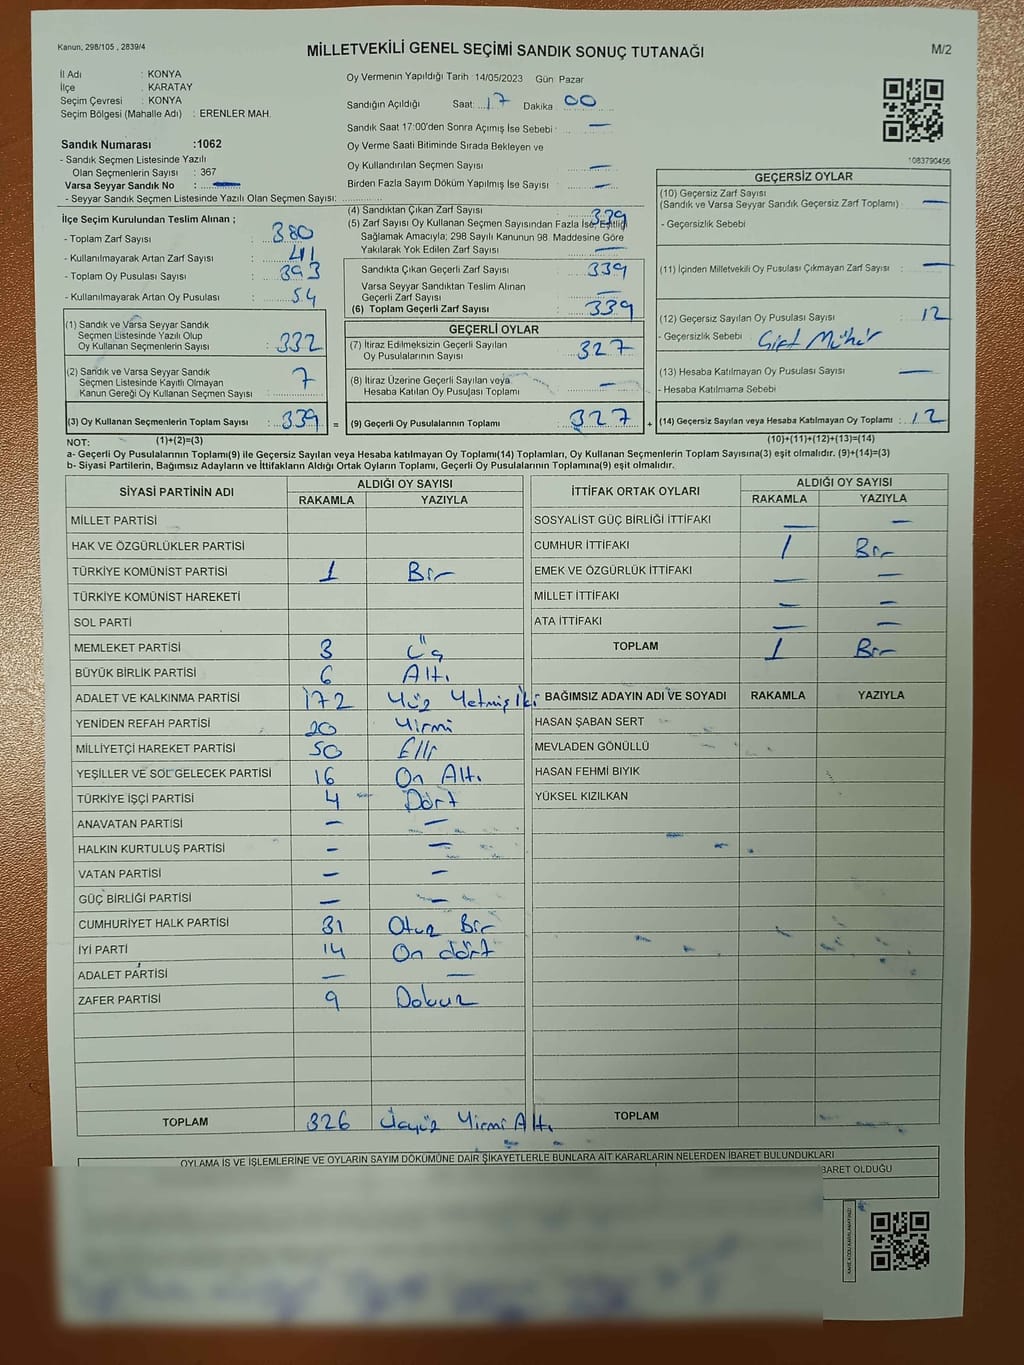 Kanun; 298/105 , 2839/4
MİLLETVEKİLİ GENEL SEÇİMİ SANDIK SONUÇ TUTANAĞI
M/2
İl Adı : KONYA
İlçe : KARATAY
Seçim Çevresi : KONYA
Seçim Bölgesi (Mahalle Adı) : ERENLER MAH.
Sandık Numarası :1062
- Sandık Seçmen Listesinde Yazılı
Olan Seçmenlerin Sayısı : 367
Varsa Seyyar Sandık No : —
- Seyyar Sandık Seçmen Listesinde Yazılı Olan Seçmen Sayısı:
Oy Vermenin Yapıldığı Tarih :14/05/2023 Gün: Pazar
Sandığın Açıldığı Saat: 17 Dakika : 00
Sandık Saat 17:00'den Sonra Açımış İse Sebebi : —
Oy Verme Saati Bitiminde Sırada Bekleyen ve
Oy Kullandırılan Seçmen Sayısı : —
Birden Fazla Sayım Döküm Yapılmış İse Sayısı : —
1083790456
İlçe Seçim Kurulundan Teslim Alınan ;
- Toplam Zarf Sayısı : 380
- Kullanılmayarak Artan Zarf Sayısı : 41
- Toplam Oy Pusulası Sayısı : 393
- Kullanılmayarak Artan Oy Pusulası : 54
(1) Sandık ve Varsa Seyyar Sandık
Seçmen Listesinde Yazılı Olup
Oy Kullanan Seçmenlerin Sayısı : 332
(2) Sandık ve Varsa Seyyar Sandık
Seçmen Listesinde Kayıtlı Olmayan
Kanun Gereği Oy Kullanan Seçmen Sayısı : 7
(3) Oy Kullanan Seçmenlerin Toplam Sayısı : 339 =
(4) Sandıktan Çıkan Zarf Sayısı : 339
(5) Zarf Sayısı Oy Kullanan Seçmen Sayısından Fazla İse, Eşitliği
Sağlamak Amacıyla; 298 Sayılı Kanunun 98. Maddesine Göre
Yakılarak Yok Edilen Zarf Sayısı : —
Sandıkta Çıkan Geçerli Zarf Sayısı : 339
Varsa Seyyar Sandıktan Teslim Alınan
Geçerli Zarf Sayısı : —
(6) Toplam Geçerli Zarf Sayısı : 339
GEÇERLİ OYLAR
(7) İtiraz Edilmeksizin Geçerli Sayılan
Oy Pusulalarının Sayısı : 327
(8) İtiraz Üzerine Geçerli Sayılan veya
Hesaba Katılan Oy Pusulası Toplamı : —
(9) Geçerli Oy Pusulalarının Toplamı : 327 +
GEÇERSİZ OYLAR
(10) Geçersiz Zarf Sayısı
(Sandık ve Varsa Seyyar Sandık Geçersiz Zarf Toplamı) : —
- Geçersizlik Sebebi
(11) İçinden Milletvekili Oy Pusulası Çıkmayan Zarf Sayısı : —
(12) Geçersiz Sayılan Oy Pusulası Sayısı : 12
- Geçersizlik Sebebi : Çift Mühür
(13) Hesaba Katılmayan Oy Pusulası Sayısı : —
- Hesaba Katılmama Sebebi
(14) Geçersiz Sayılan veya Hesaba Katılmayan Oy Toplamı : 12
NOT: (1)+(2)=(3) (10)+(11)+(12)+(13)=(14)
a- Geçerli Oy Pusulalarının Toplamı(9) ile Geçersiz Sayılan veya Hesaba katılmayan Oy Toplamı(14) Toplamları, Oy Kullanan Seçmenlerin Toplam Sayısına(3) eşit olmalıdır. (9)+(14)=(3)
b- Siyasi Partilerin, Bağımsız Adayların ve İttifakların Aldığı Ortak Oyların Toplamı, Geçerli Oy Pusulalarının Toplamına(9) eşit olmalıdır.
SİYASİ PARTİNİN ADI ALDIĞI OY SAYISI
RAKAMLA YAZIYLA
MİLLET PARTİSİ
HAK VE ÖZGÜRLÜKLER PARTİSİ
TÜRKİYE KOMÜNİST PARTİSİ 1 Bir
TÜRKİYE KOMÜNİST HAREKETİ
SOL PARTİ
MEMLEKET PARTİSİ 3 Üç
BÜYÜK BİRLİK PARTİSİ 6 Altı
ADALET VE KALKINMA PARTİSİ 172 Yüz Yetmiş İki
YENİDEN REFAH PARTİSİ 20 Yirmi
MİLLİYETÇİ HAREKET PARTİSİ 50 Elli
YEŞİLLER VE SOL GELECEK PARTİSİ 16 On Altı
TÜRKİYE İŞÇİ PARTİSİ 4 Dört
ANAVATAN PARTİSİ — —
HALKIN KURTULUŞ PARTİSİ — —
VATAN PARTİSİ — —
GÜÇ BİRLİĞİ PARTİSİ — —
CUMHURİYET HALK PARTİSİ 31 Otuz Bir
İYİ PARTİ 14 On dört
ADALET PARTİSİ — —
ZAFER PARTİSİ 9 Dokuz
TOPLAM 326 Üçyüz Yirmi Altı
İTTİFAK ORTAK OYLARI ALDIĞI OY SAYISI
RAKAMLA YAZIYLA
SOSYALİST GÜÇ BİRLİĞİ İTTİFAKI — —
CUMHUR İTTİFAKI 1 Bir
EMEK VE ÖZGÜRLÜK İTTİFAKI — —
MİLLET İTTİFAKI — —
ATA İTTİFAKI — —
TOPLAM 1 Bir
BAĞIMSIZ ADAYIN ADI VE SOYADI RAKAMLA YAZIYLA
HASAN ŞABAN SERT
MEVLADEN GÖNÜLLÜ
HASAN FEHMİ BIYIK
YÜKSEL KIZILKAN
TOPLAM
OYLAMA İŞ VE İŞLEMLERİNE VE OYLARIN SAYIM DÖKÜMÜNE DAİR ŞİKAYETLERLE BUNLARA AİT KARARLARIN NELERDEN İBARET BULUNDUKLARI
BARET OLDUĞU